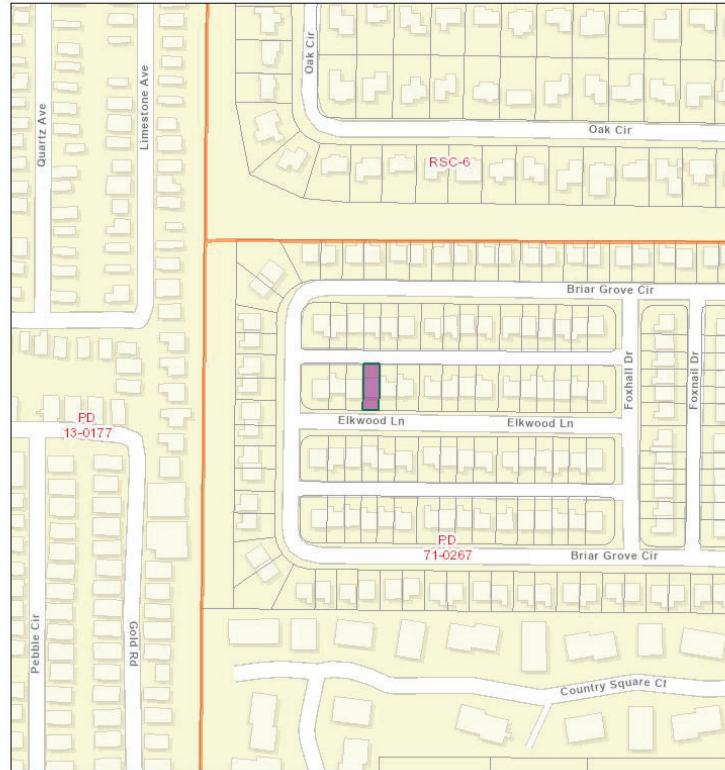 Oak Cir
Limestone Ave
Quartz Ave
Oak Cir
RSC-6
Briar Grove Cir
Foxhall Dr
Foxnail Dr
Elkwood Ln
Elkwood Ln
PD
13-0177
PD
71-0267
Briar Grove Cir
Pebble Cir
Gold Rd
Country Square Ct